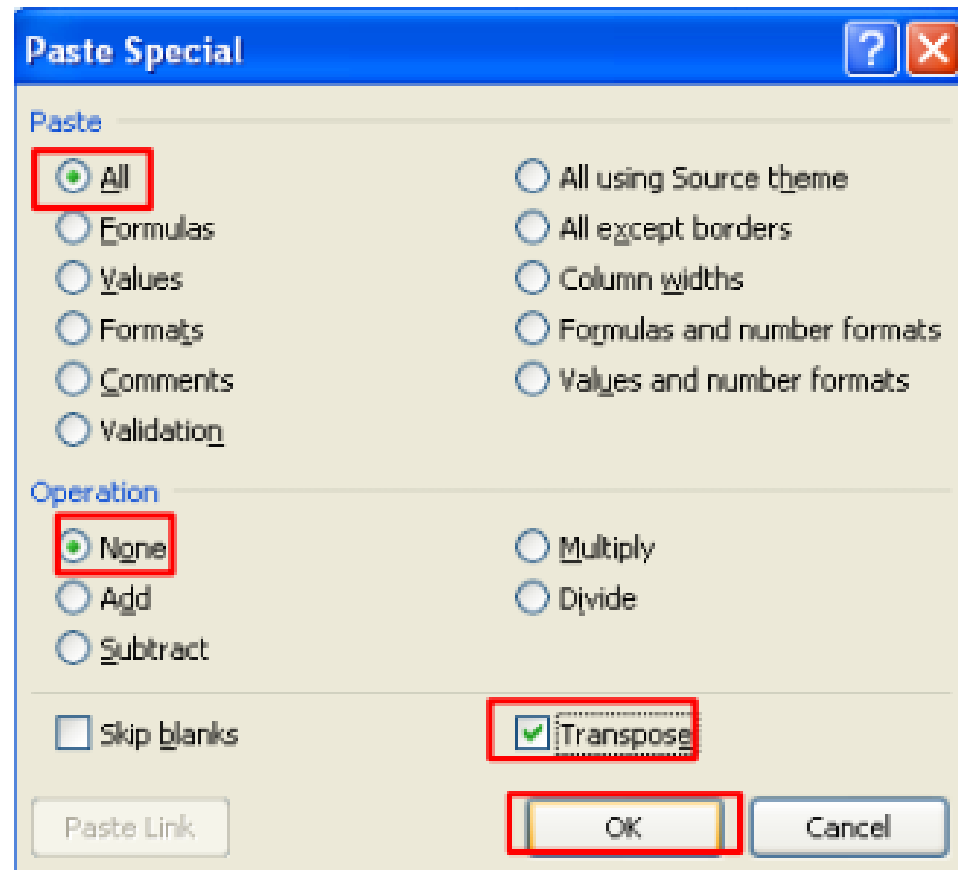 Paste Special
Paste
All
All using Source theme
Formulas
All except borders
Values
Column widths
Formats
Formulas and number formats
Comments
Values and number formats
Validation
Operation
None
Multiply
Add
Divide
Subtract
Skip blanks
Transpose
Paste Link
OK
Cancel